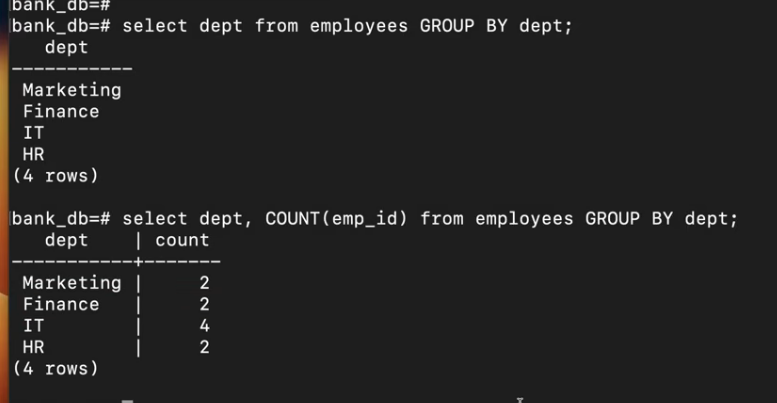 bank_db=#
bank_db=# select dept from employees GROUP BY dept;
   dept
-----------
 Marketing
 Finance
 IT
 HR
(4 rows)

bank_db=# select dept, COUNT(emp_id) from employees GROUP BY dept;
   dept    | count
-----------+-------
 Marketing |     2
 Finance   |     2
 IT        |     4
 HR        |     2
(4 rows)